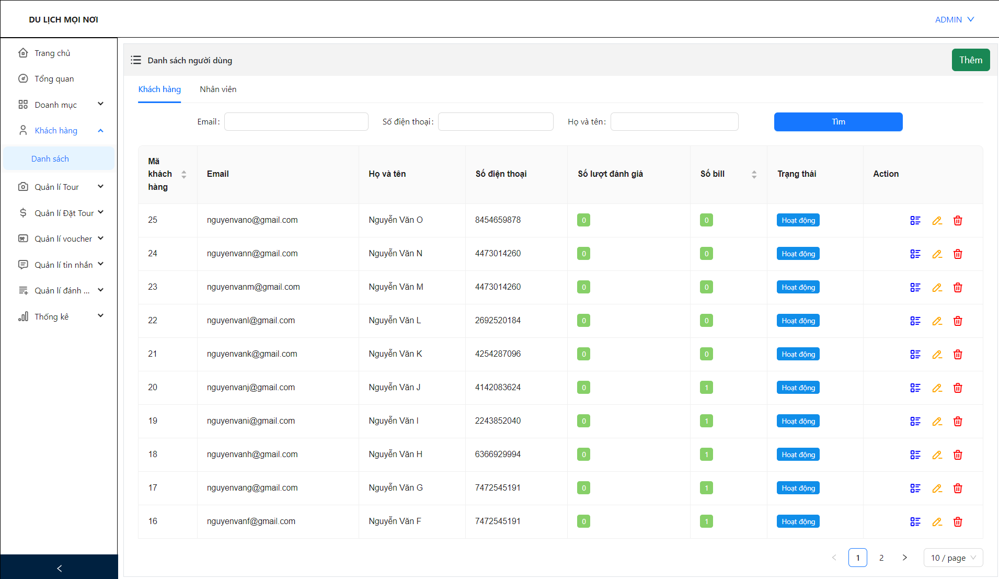 DU LỊCH MỌI NƠI
ADMIN
Trang chủ
Tổng quan
Doanh mục
Khách hàng
Danh sách
Quản lí Tour
Quản lí Đặt Tour
Quản lí voucher
Quản lí tin nhắn
Quản lí đánh ...
Thống kê
Danh sách người dùng
Thêm
Khách hàng Nhân viên
Email: Số điện thoại: Họ và tên: Tìm
Mã khách hàng Email Họ và tên Số điện thoại Số lượt đánh giá Số bill Trạng thái Action
25 nguyenvano@gmail.com Nguyễn Văn O 8454659878 0 0 Hoạt động
24 nguyenvann@gmail.com Nguyễn Văn N 4473014260 0 0 Hoạt động
23 nguyenvanm@gmail.com Nguyễn Văn M 4473014260 0 0 Hoạt động
22 nguyenvanl@gmail.com Nguyễn Văn L 2692520184 0 0 Hoạt động
21 nguyenvank@gmail.com Nguyễn Văn K 4254287096 0 0 Hoạt động
20 nguyenvanj@gmail.com Nguyễn Văn J 4142083624 0 1 Hoạt động
19 nguyenvani@gmail.com Nguyễn Văn I 2243852040 0 1 Hoạt động
18 nguyenvanh@gmail.com Nguyễn Văn H 6366929994 0 1 Hoạt động
17 nguyenvang@gmail.com Nguyễn Văn G 7472545191 0 1 Hoạt động
16 nguyenvanf@gmail.com Nguyễn Văn F 7472545191 0 1 Hoạt động
1 2 10 / page